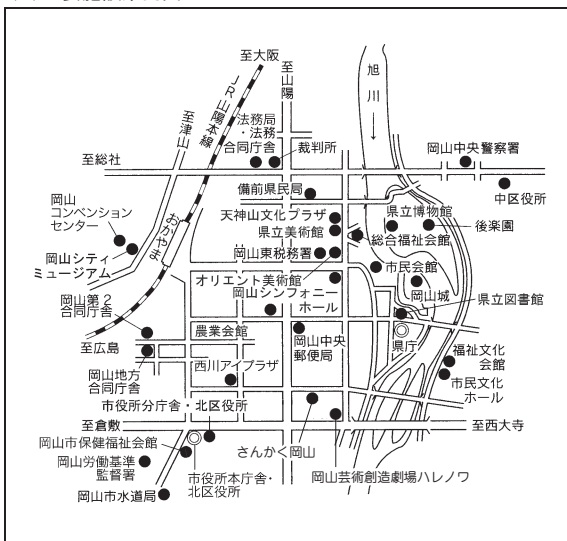 至大阪
至山陽
旭川
JR山陽本線
至津山
法務局
・法務
合同庁舎
裁判所
至総社
岡山中央警察署
備前県民局
中区役所
岡山
コンベンション
センター
おかやま
天神山文化プラザ
県立美術館
県立博物館
後楽園
総合福祉会館
岡山シティ
ミュージアム
岡山東税務署
市民会館
オリエント美術館
岡山城
岡山第2
合同庁舎
岡山シンフォニー
ホール
県立図書館
農業会館
岡山中央
郵便局
県庁
至広島
福祉文化
会館
岡山地方
合同庁舎
西川アイプラザ
市民文化
ホール
市役所分庁舎・北区役所
至倉敷
至西大寺
さんかく岡山
岡山市保健福祉会館
岡山労働基準
監督署
市役所本庁舎・
北区役所
岡山芸術創造劇場ハレノワ
岡山市水道局